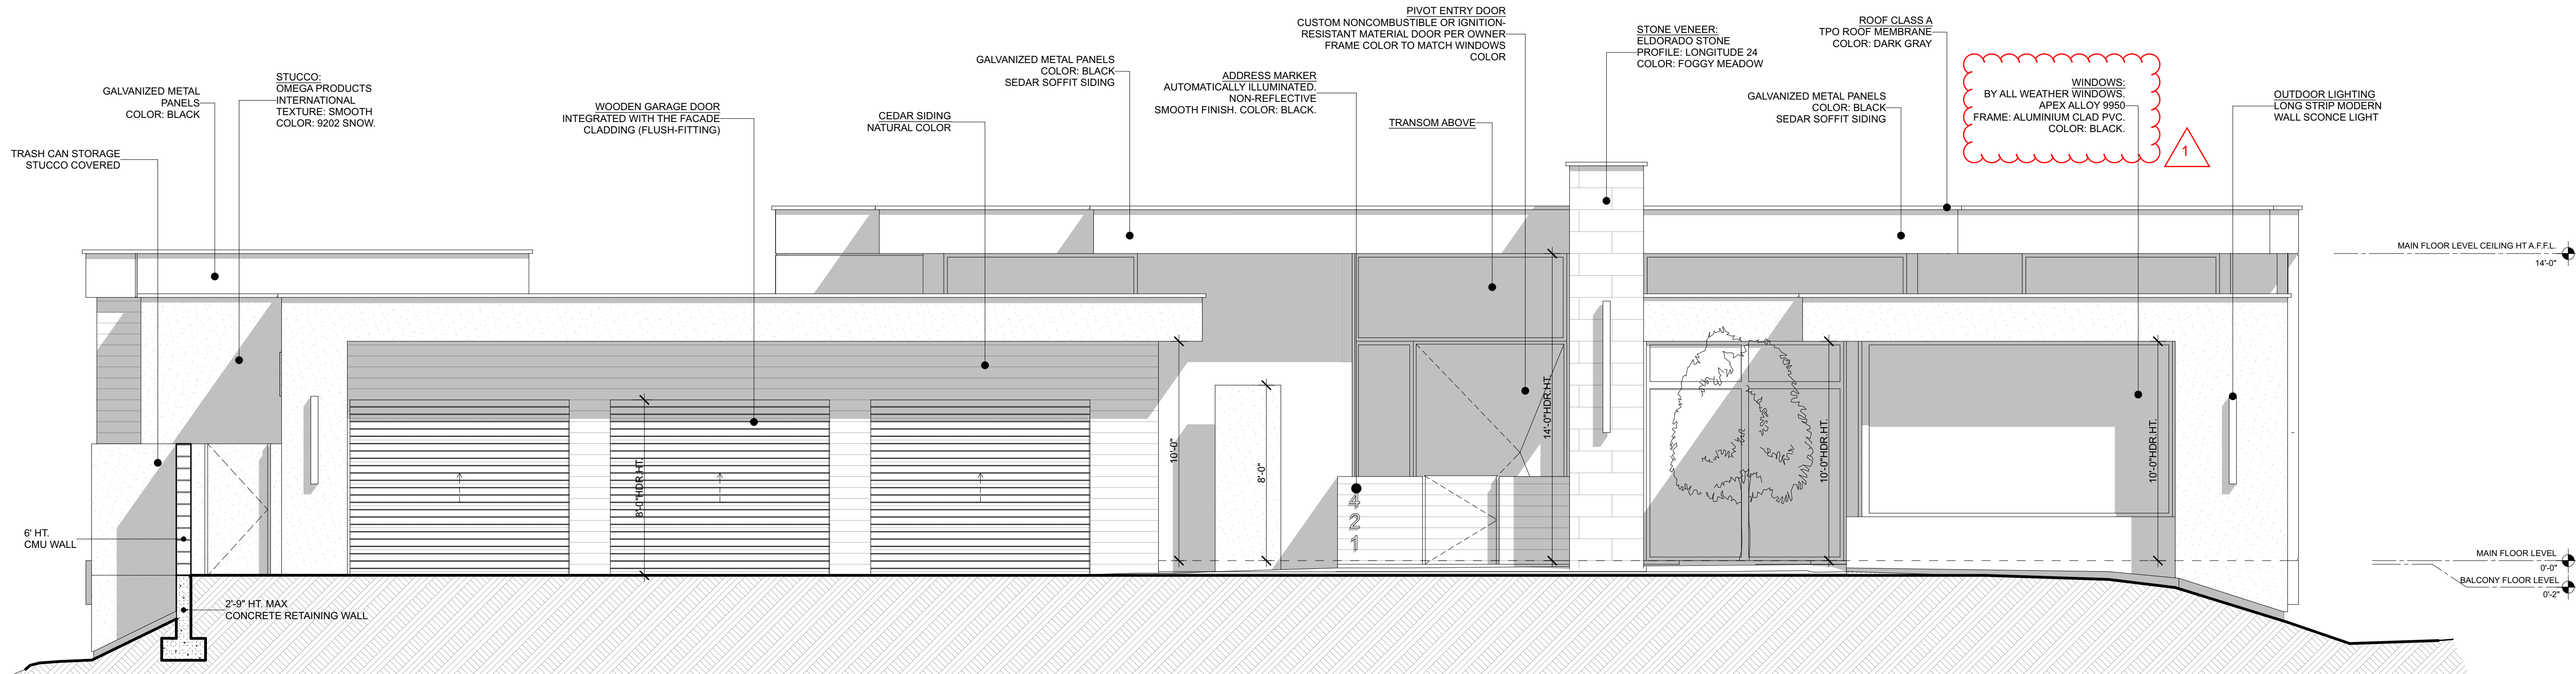 TRASH CAN STORAGE
STUCCO COVERED
GALVANIZED METAL
PANELS
COLOR: BLACK
STUCCO:
OMEGA PRODUCTS
INTERNATIONAL
TEXTURE: SMOOTH
COLOR: 9202 SNOW.
WOODEN GARAGE DOOR
INTEGRATED WITH THE FACADE
CLADDING (FLUSH-FITTING)
CEDAR SIDING
NATURAL COLOR
GALVANIZED METAL PANELS
COLOR: BLACK
SEDAR SOFFIT SIDING
ADDRESS MARKER
AUTOMATICALLY ILLUMINATED.
NON-REFLECTIVE
SMOOTH FINISH. COLOR: BLACK.
PIVOT ENTRY DOOR
CUSTOM NONCOMBUSTIBLE OR IGNITION-
RESISTANT MATERIAL DOOR PER OWNER
FRAME COLOR TO MATCH WINDOWS
COLOR
TRANSOM ABOVE
STONE VENEER:
ELDORADO STONE
PROFILE: LONGITUDE 24
COLOR: FOGGY MEADOW
ROOF CLASS A
TPO ROOF MEMBRANE
COLOR: DARK GRAY
GALVANIZED METAL PANELS
COLOR: BLACK
SEDAR SOFFIT SIDING
WINDOWS:
BY ALL WEATHER WINDOWS.
APEX ALLOY 9950
FRAME: ALUMINIUM CLAD PVC.
COLOR: BLACK.
1
OUTDOOR LIGHTING
LONG STRIP MODERN
WALL SCONCE LIGHT
MAIN FLOOR LEVEL CEILING HT A.F.F.L.
14'-0"
8'-0"HDR.HT.
10'-0"
8'-0"
14'-0"HDR.HT.
10'-0"HDR.HT.
10'-0"HDR.HT.
4
2
1
6' HT.
CMU WALL
2'-9" HT. MAX
CONCRETE RETAINING WALL
MAIN FLOOR LEVEL
0'-0"
BALCONY FLOOR LEVEL
0'-2"